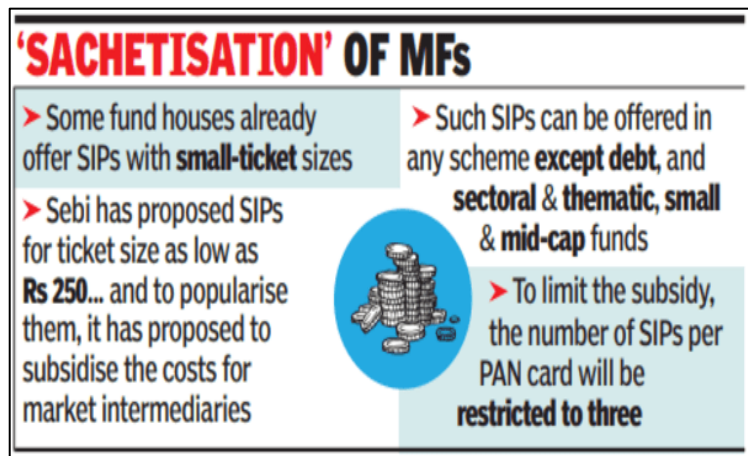 ‘SACHETISATION’ OF MFs
➤ Some fund houses already
offer SIPs with small-ticket sizes
➤ Sebi has proposed SIPs
for ticket size as low as
Rs 250... and to popularise
them, it has proposed to
subsidise the costs for
market intermediaries
➤ Such SIPs can be offered in
any scheme except debt, and
sectoral & thematic, small
& mid-cap funds
➤ To limit the subsidy,
the number of SIPs per
PAN card will be
restricted to three